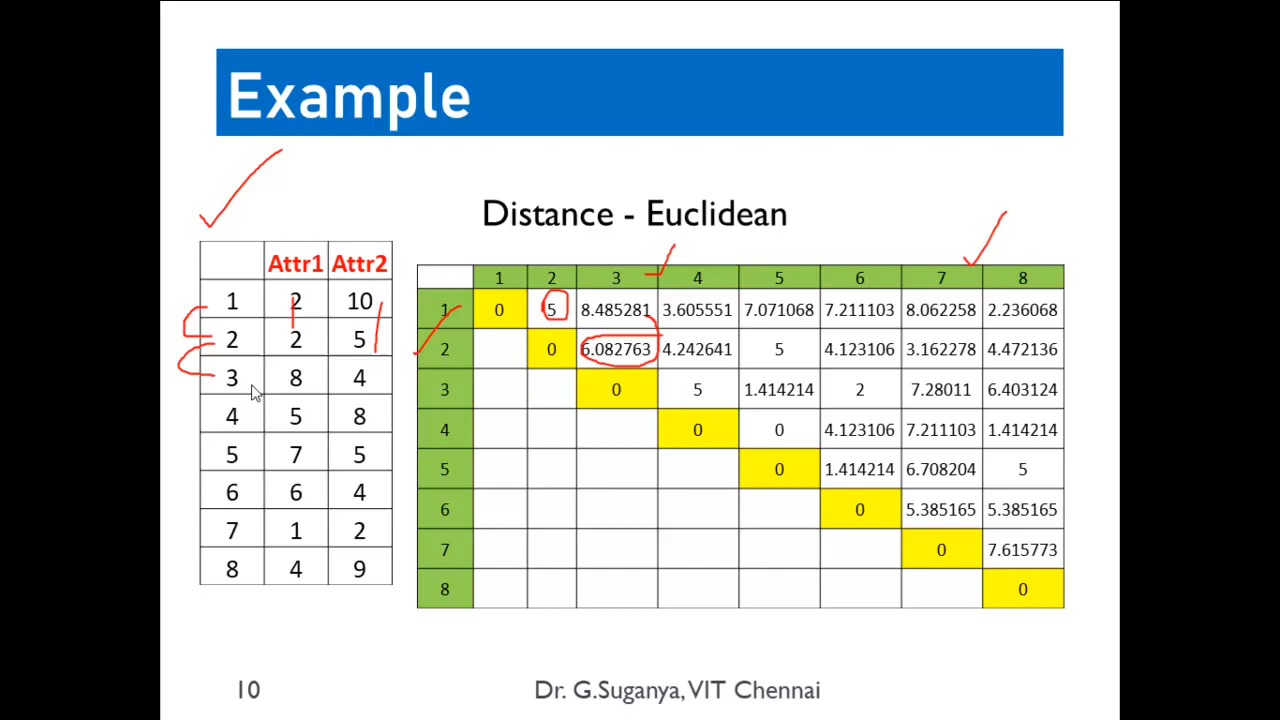 Example
Distance - Euclidean
Attr1 Attr2
1 2 10
2 2 5
3 8 4
4 5 8
5 7 5
6 6 4
7 1 2
8 4 9
1 2 3 4 5 6 7 8
1 0 5 8.485281 3.605551 7.071068 7.211103 8.062258 2.236068
2 0 6.082763 4.242641 5 4.123106 3.162278 4.472136
3 0 5 1.414214 2 7.28011 6.403124
4 0 0 4.123106 7.211103 1.414214
5 0 1.414214 6.708204 5
6 0 5.385165 5.385165
7 0 7.615773
8 0
10 Dr. G.Suganya, VIT Chennai